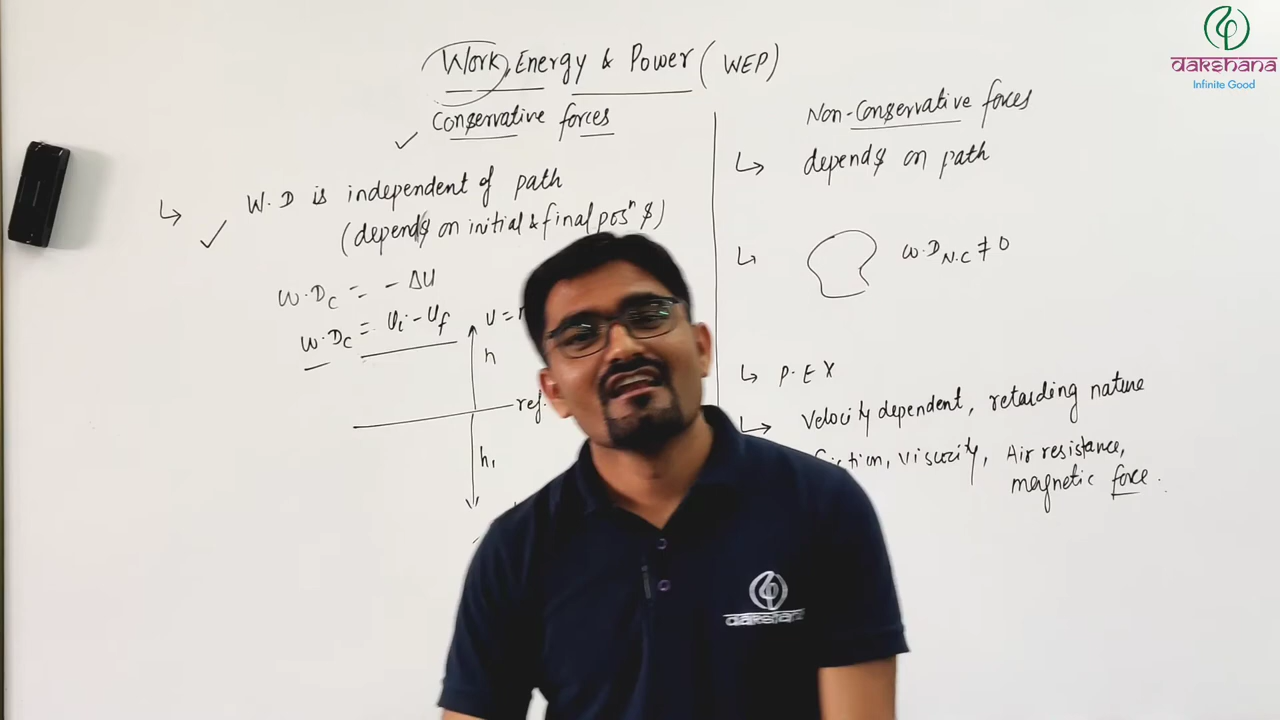 Work, Energy & Power (WEP)
Conservative forces
W.D is independent of path
(depends on initial & final posⁿ s)
W.D_C = - ΔU
W.D_C = U_i - U_f
U =
h
ref.
h₁
Non-Conservative forces
depends on path
W.D_N.C ≠ 0
P.E X
Velocity dependent, retarding nature
viscocity, Air resistance,
magnetic force.
dakshana
Infinite Good
dakshana